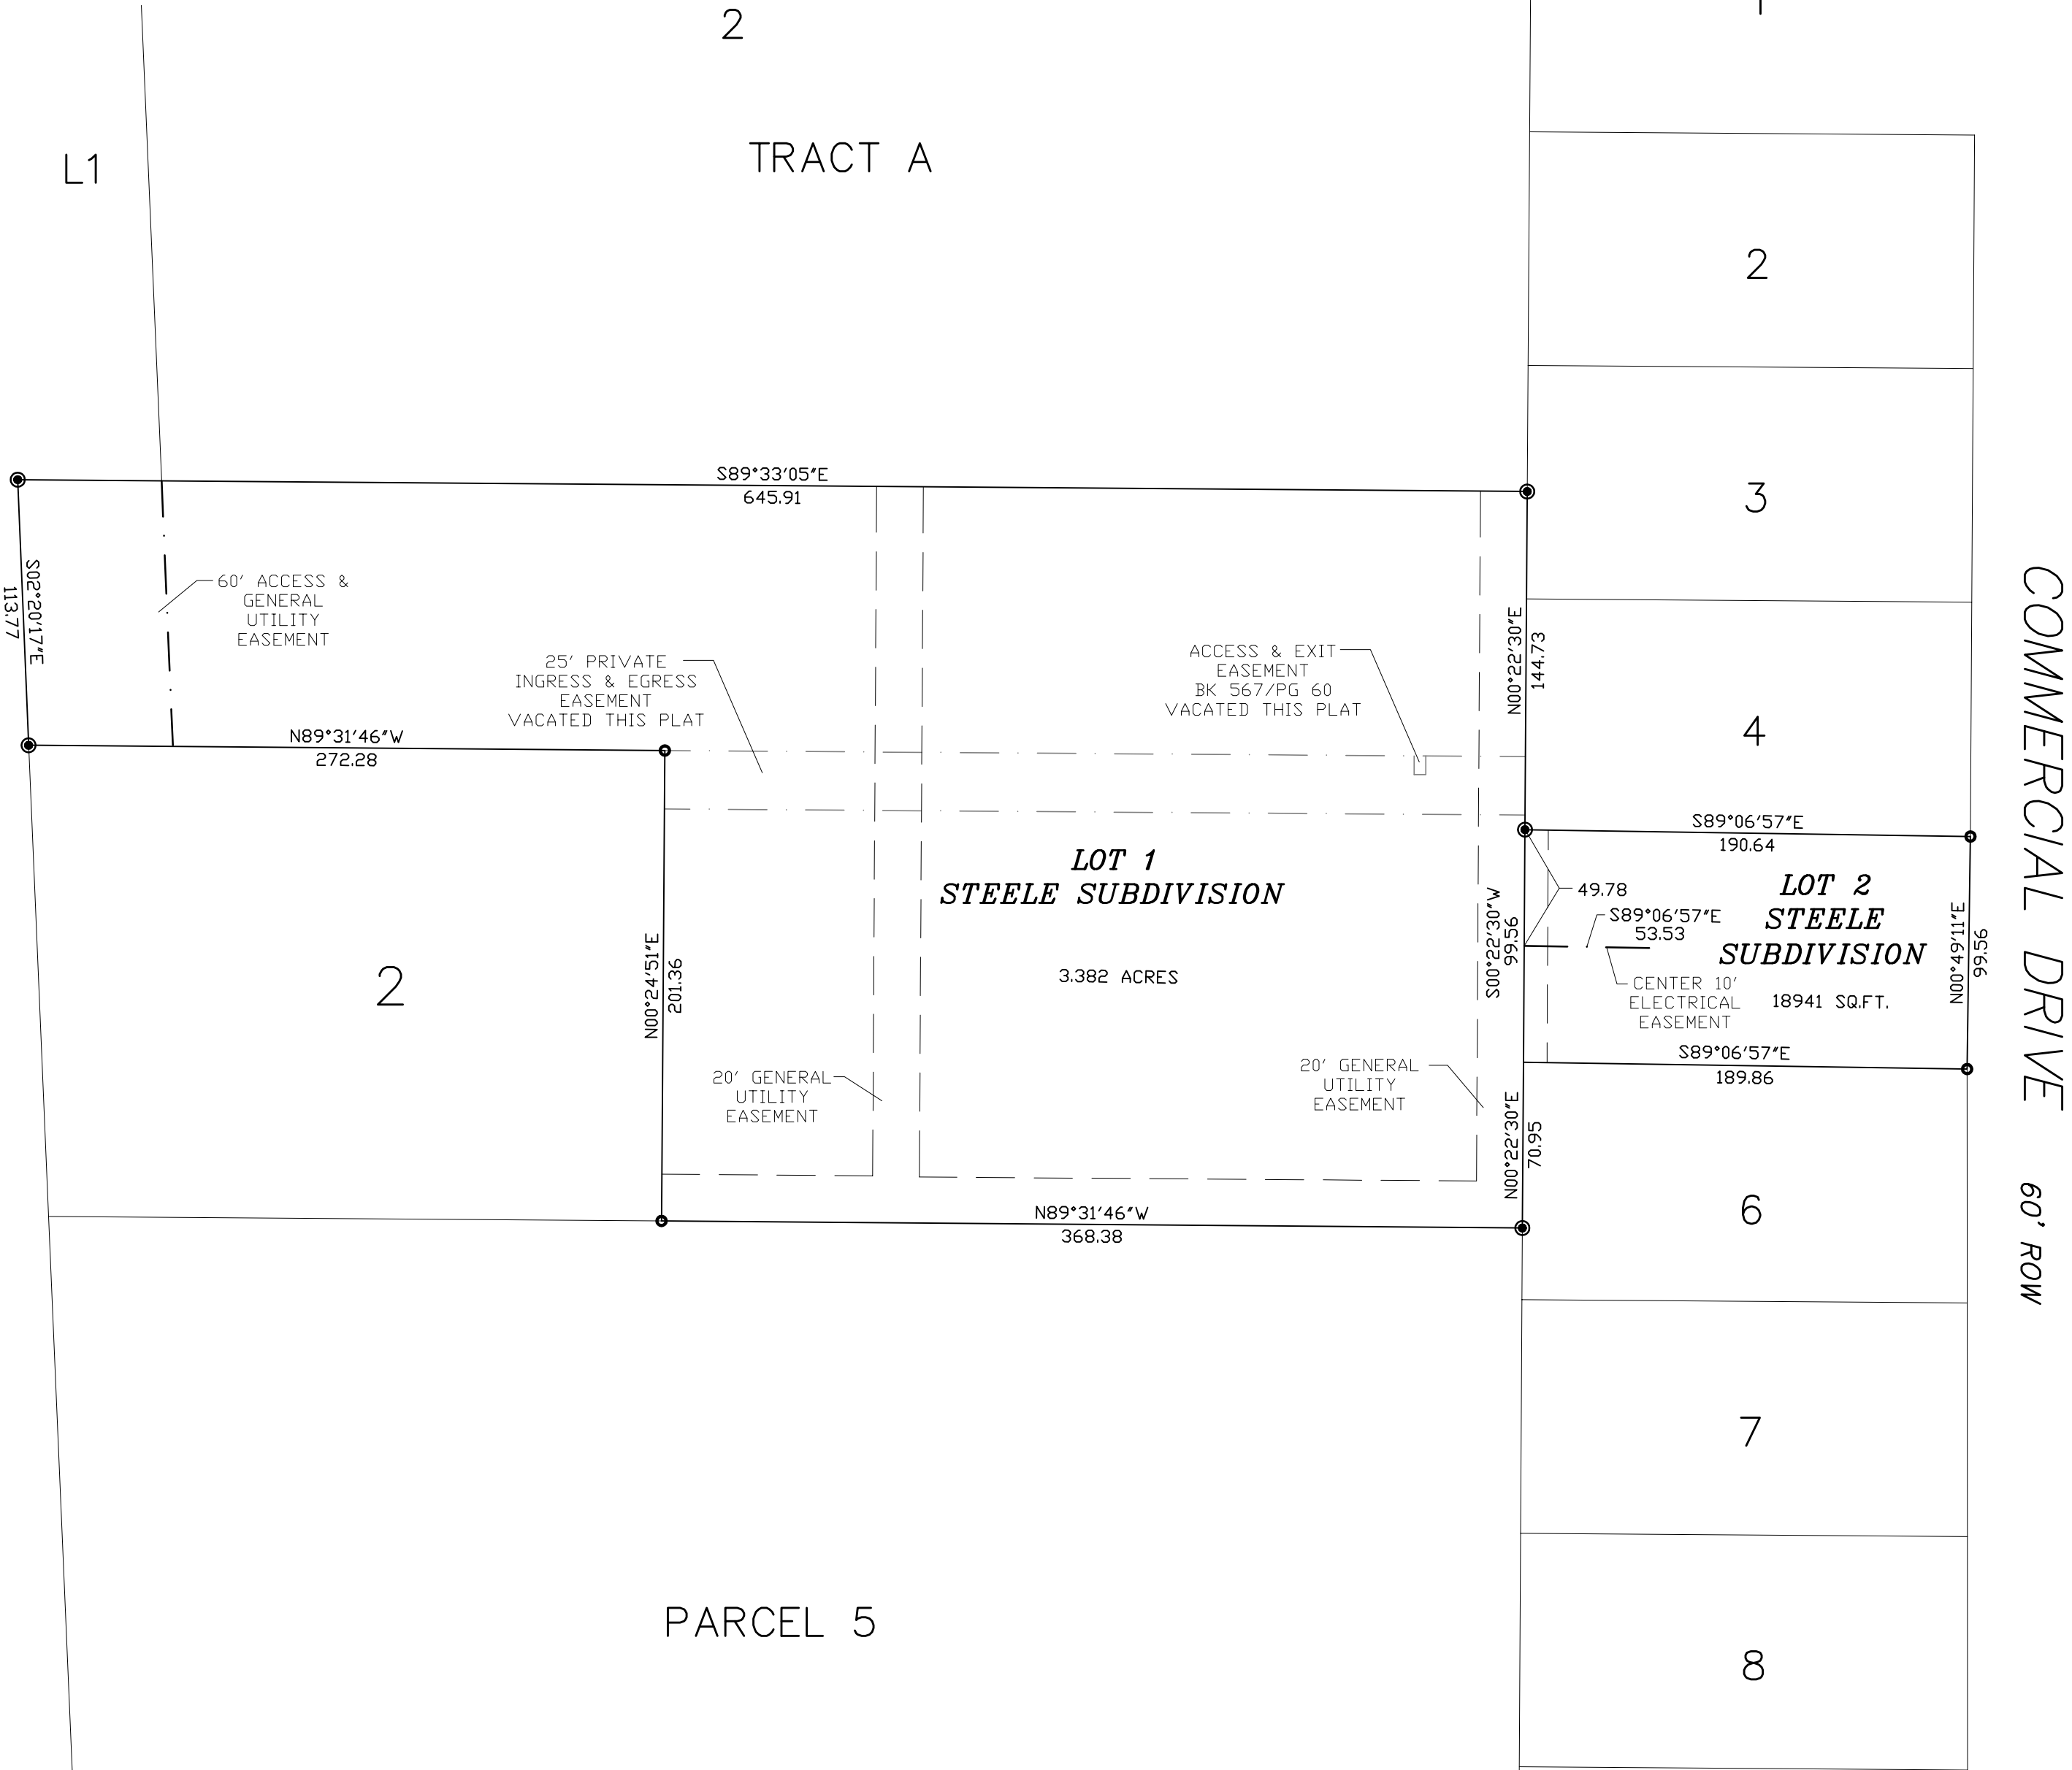 2
TRACT A
L1
2
3
4
S89°33'05"E
645.91
S02°20'17"E
113.77
60' ACCESS &
GENERAL
UTILITY
EASEMENT
25' PRIVATE
INGRESS & EGRESS
EASEMENT
VACATED THIS PLAT
ACCESS & EXIT
EASEMENT
BK 567/PG 60
VACATED THIS PLAT
N00°22'30"E
144.73
N89°31'46"W
272.28
LOT 1
STEELE SUBDIVISION
3.382 ACRES
S89°06'57"E
190.64
49.78
S89°06'57"E
53.53
LOT 2
STEELE
SUBDIVISION
18941 SQ.FT.
CENTER 10'
ELECTRICAL
EASEMENT
S00°22'30"W
99.56
N00°49'11"E
99.56
COMMERCIAL DRIVE 60' ROW
2
N00°24'51"E
201.36
20' GENERAL
UTILITY
EASEMENT
20' GENERAL
UTILITY
EASEMENT
S89°06'57"E
189.86
N00°22'30"E
70.95
N89°31'46"W
368.38
6
7
PARCEL 5
8